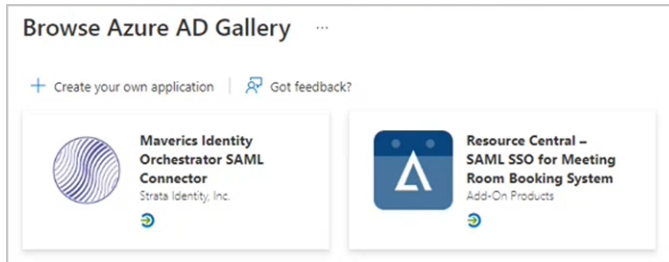 Browse Azure AD Gallery ...
+ Create your own application | Got feedback?
Maverics Identity
Orchestrator SAML
Connector
Strata Identity, Inc.
Resource Central –
SAML SSO for Meeting
Room Booking System
Add-On Products